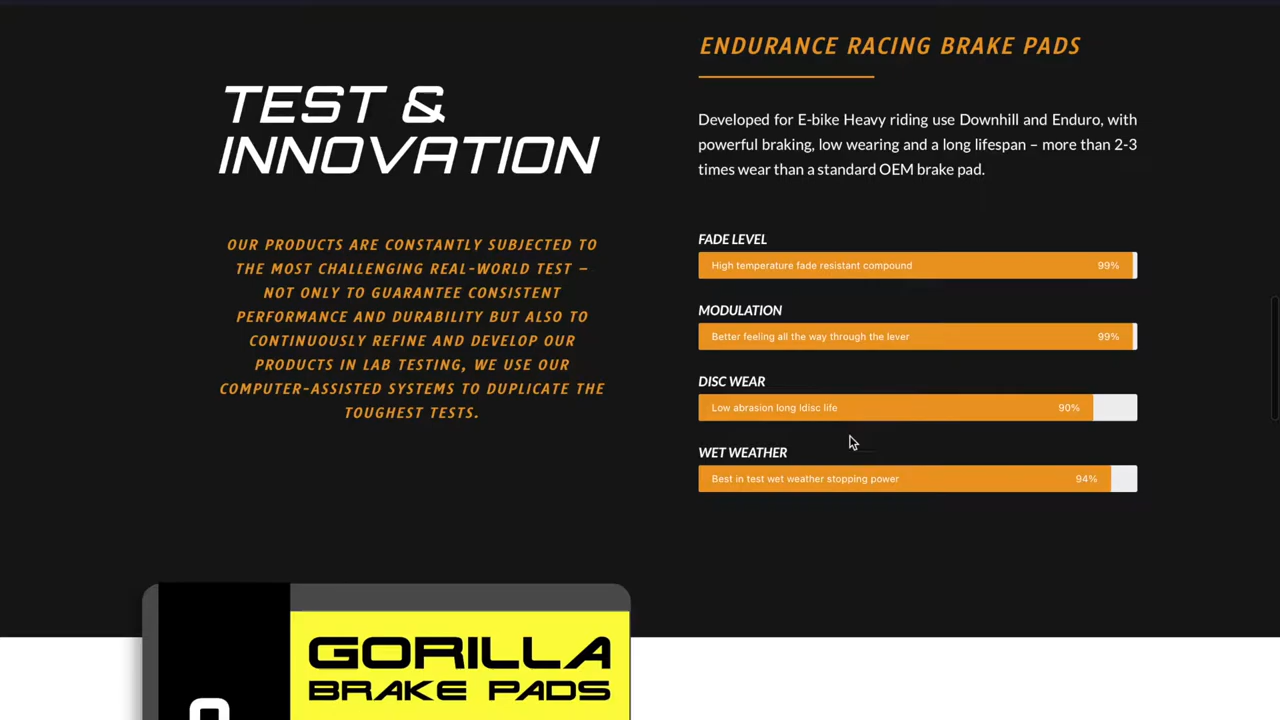 TEST &
INNOVATION
OUR PRODUCTS ARE CONSTANTLY SUBJECTED TO
THE MOST CHALLENGING REAL-WORLD TEST –
NOT ONLY TO GUARANTEE CONSISTENT
PERFORMANCE AND DURABILITY BUT ALSO TO
CONTINUOUSLY REFINE AND DEVELOP OUR
PRODUCTS IN LAB TESTING, WE USE OUR
COMPUTER-ASSISTED SYSTEMS TO DUPLICATE THE
TOUGHEST TESTS.
ENDURANCE RACING BRAKE PADS
Developed for E-bike Heavy riding use Downhill and Enduro, with
powerful braking, low wearing and a long lifespan – more than 2-3
times wear than a standard OEM brake pad.
FADE LEVEL
High temperature fade resistant compound 99%
MODULATION
Better feeling all the way through the lever 99%
DISC WEAR
Low abrasion long ldisc life 90%
WET WEATHER
Best in test wet weather stopping power 94%
GORILLA
BRAKE PADS